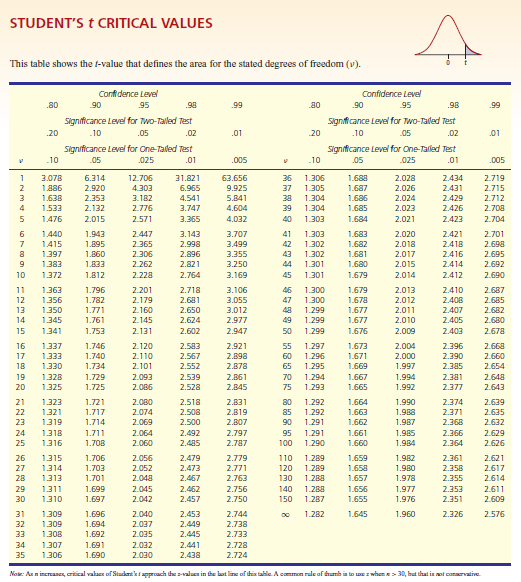 STUDENT'S t CRITICAL VALUES
This table shows the t-value that defines the area for the stated degrees of freedom (ν).
0 t
Confidence Level Confidence Level
.80 .90 .95 .98 .99 .80 .90 .95 .98 .99
Significance Level for Two-Tailed Test Significance Level for Two-Tailed Test
.20 .10 .05 .02 .01 .20 .10 .05 .02 .01
Significance Level for One-Tailed Test Significance Level for One-Tailed Test
ν .10 .05 .025 .01 .005 ν .10 .05 .025 .01 .005
1 3.078 6.314 12.706 31.821 63.656 36 1.306 1.688 2.028 2.434 2.719
2 1.886 2.920 4.303 6.965 9.925 37 1.305 1.687 2.026 2.431 2.715
3 1.638 2.353 3.182 4.541 5.841 38 1.304 1.686 2.024 2.429 2.712
4 1.533 2.132 2.776 3.747 4.604 39 1.304 1.685 2.023 2.426 2.708
5 1.476 2.015 2.571 3.365 4.032 40 1.303 1.684 2.021 2.423 2.704
6 1.440 1.943 2.447 3.143 3.707 41 1.303 1.683 2.020 2.421 2.701
7 1.415 1.895 2.365 2.998 3.499 42 1.302 1.682 2.018 2.418 2.698
8 1.397 1.860 2.306 2.896 3.355 43 1.302 1.681 2.017 2.416 2.695
9 1.383 1.833 2.262 2.821 3.250 44 1.301 1.680 2.015 2.414 2.692
10 1.372 1.812 2.228 2.764 3.169 45 1.301 1.679 2.014 2.412 2.690
11 1.363 1.796 2.201 2.718 3.106 46 1.300 1.679 2.013 2.410 2.687
12 1.356 1.782 2.179 2.681 3.055 47 1.300 1.678 2.012 2.408 2.685
13 1.350 1.771 2.160 2.650 3.012 48 1.299 1.677 2.011 2.407 2.682
14 1.345 1.761 2.145 2.624 2.977 49 1.299 1.677 2.010 2.405 2.680
15 1.341 1.753 2.131 2.602 2.947 50 1.299 1.676 2.009 2.403 2.678
16 1.337 1.746 2.120 2.583 2.921 55 1.297 1.673 2.004 2.396 2.668
17 1.333 1.740 2.110 2.567 2.898 60 1.296 1.671 2.000 2.390 2.660
18 1.330 1.734 2.101 2.552 2.878 65 1.295 1.669 1.997 2.385 2.654
19 1.328 1.729 2.093 2.539 2.861 70 1.294 1.667 1.994 2.381 2.648
20 1.325 1.725 2.086 2.528 2.845 75 1.293 1.665 1.992 2.377 2.643
21 1.323 1.721 2.080 2.518 2.831 80 1.292 1.664 1.990 2.374 2.639
22 1.321 1.717 2.074 2.508 2.819 85 1.292 1.663 1.988 2.371 2.635
23 1.319 1.714 2.069 2.500 2.807 90 1.291 1.662 1.987 2.368 2.632
24 1.318 1.711 2.064 2.492 2.797 95 1.291 1.661 1.985 2.366 2.629
25 1.316 1.708 2.060 2.485 2.787 100 1.290 1.660 1.984 2.364 2.626
26 1.315 1.706 2.056 2.479 2.779 110 1.289 1.659 1.982 2.361 2.621
27 1.314 1.703 2.052 2.473 2.771 120 1.289 1.658 1.980 2.358 2.617
28 1.313 1.701 2.048 2.467 2.763 130 1.288 1.657 1.978 2.355 2.614
29 1.311 1.699 2.045 2.462 2.756 140 1.288 1.656 1.977 2.353 2.611
30 1.310 1.697 2.042 2.457 2.750 150 1.287 1.655 1.976 2.351 2.609
31 1.309 1.696 2.040 2.453 2.744 ∞ 1.282 1.645 1.960 2.326 2.576
32 1.309 1.694 2.037 2.449 2.738
33 1.308 1.692 2.035 2.445 2.733
34 1.307 1.691 2.032 2.441 2.728
35 1.306 1.690 2.030 2.438 2.724
Note: As n increases, critical values of Student's t approach the z-values in the last line of this table. A common rule of thumb is to use z when n > 30, but that is not conservative.